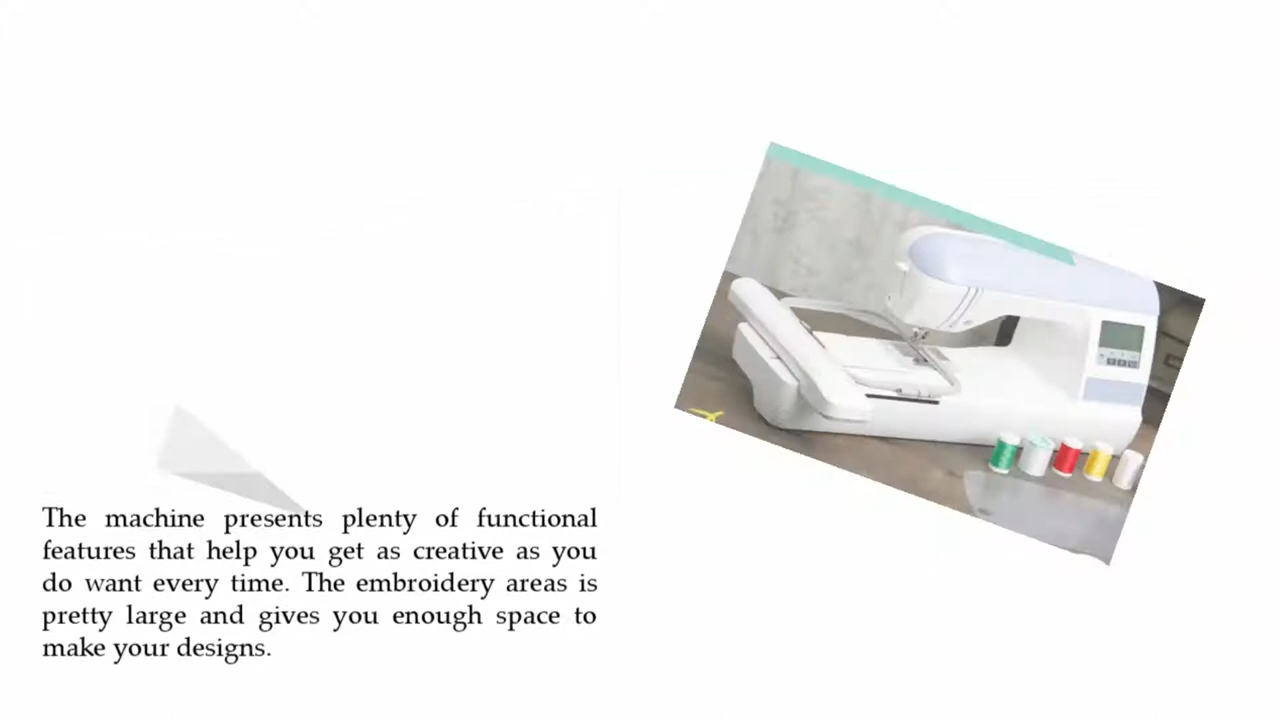 The machine presents plenty of functional
features that help you get as creative as you
do want every time. The embroidery areas is
pretty large and gives you enough space to
make your designs.